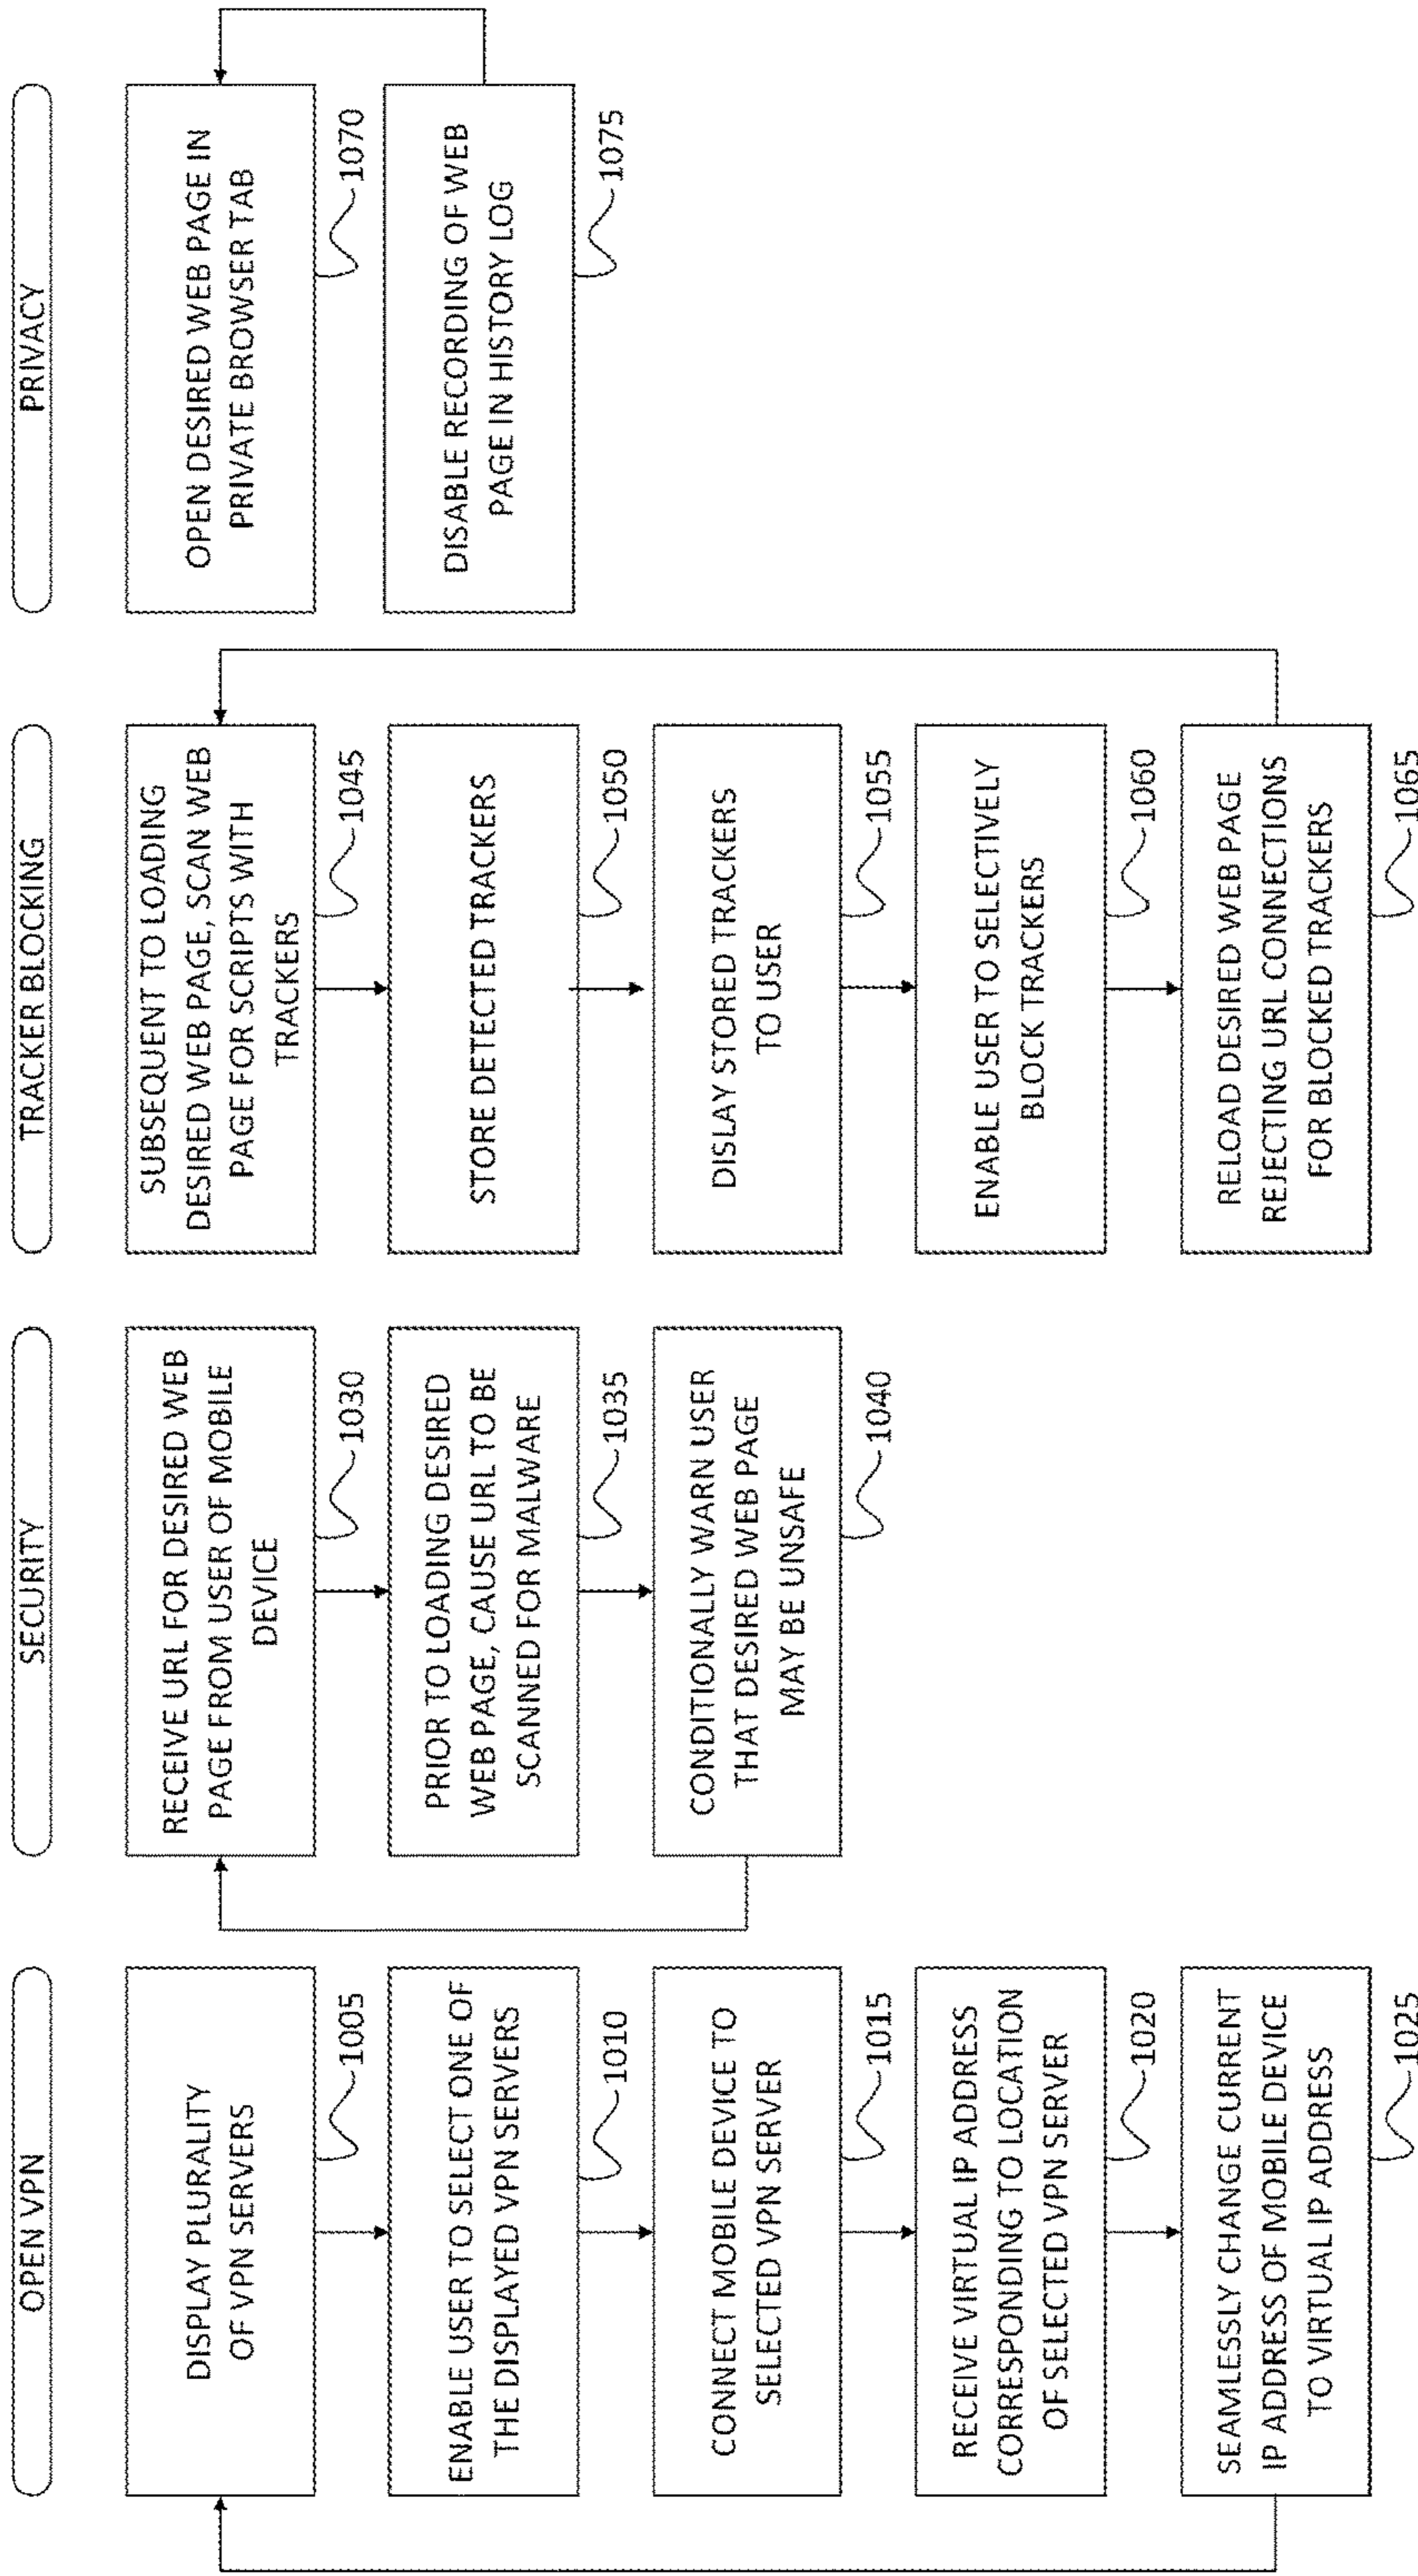 OPEN VPN
DISPLAY PLURALITY
OF VPN SERVERS
1005
ENABLE USER TO SELECT ONE OF
THE DISPLAYED VPN SERVERS
1010
CONNECT MOBILE DEVICE TO
SELECTED VPN SERVER
1015
RECEIVE VIRTUAL IP ADDRESS
CORRESPONDING TO LOCATION
OF SELECTED VPN SERVER
1020
SEAMLESSLY CHANGE CURRENT
IP ADDRESS OF MOBILE DEVICE
TO VIRTUAL IP ADDRESS
1025
SECURITY
RECEIVE URL FOR DESIRED WEB
PAGE FROM USER OF MOBILE
DEVICE
1030
PRIOR TO LOADING DESIRED
WEB PAGE, CAUSE URL TO BE
SCANNED FOR MALWARE
1035
CONDITIONALLY WARN USER
THAT DESIRED WEB PAGE
MAY BE UNSAFE
1040
TRACKER BLOCKING
SUBSEQUENT TO LOADING
DESIRED WEB PAGE, SCAN WEB
PAGE FOR SCRIPTS WITH
TRACKERS
1045
STORE DETECTED TRACKERS
1050
DISLAY STORED TRACKERS
TO USER
1055
ENABLE USER TO SELECTIVELY
BLOCK TRACKERS
1060
RELOAD DESIRED WEB PAGE
REJECTING URL CONNECTIONS
FOR BLOCKED TRACKERS
1065
PRIVACY
OPEN DESIRED WEB PAGE IN
PRIVATE BROWSER TAB
1070
DISABLE RECORDING OF WEB
PAGE IN HISTORY LOG
1075